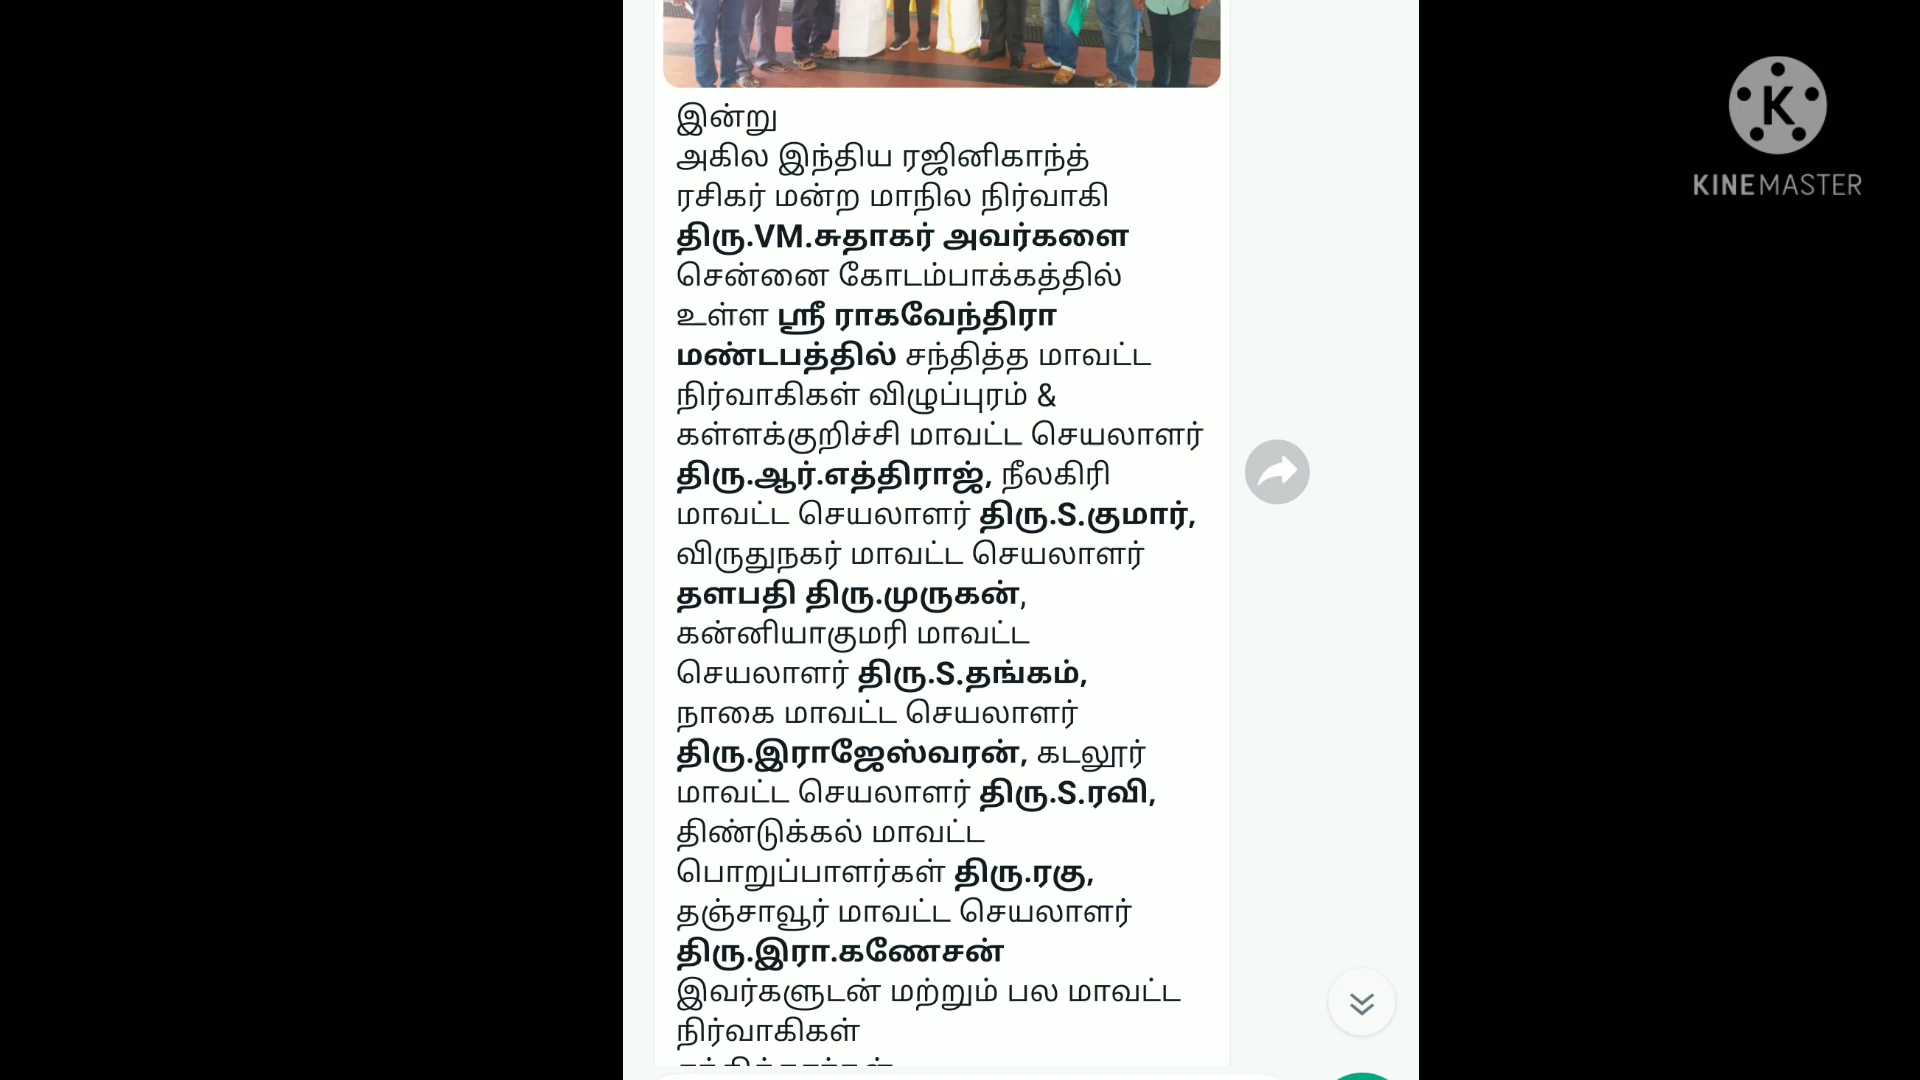 இன்று
அகில இந்திய ரஜினிகாந்த்
ரசிகர் மன்ற மாநில நிர்வாகி
திரு.VM.சுதாகர் அவர்களை
சென்னை கோடம்பாக்கத்தில்
உள்ள ஸ்ரீ ராகவேந்திரா
மண்டபத்தில் சந்தித்த மாவட்ட
நிர்வாகிகள் விழுப்புரம் &
கள்ளக்குறிச்சி மாவட்ட செயலாளர்
திரு.ஆர்.எத்திராஜ், நீலகிரி
மாவட்ட செயலாளர் திரு.S.குமார்,
விருதுநகர் மாவட்ட செயலாளர்
தளபதி திரு.முருகன்,
கன்னியாகுமரி மாவட்ட
செயலாளர் திரு.S.தங்கம்,
நாகை மாவட்ட செயலாளர்
திரு.இராஜேஸ்வரன், கடலூர்
மாவட்ட செயலாளர் திரு.S.ரவி,
திண்டுக்கல் மாவட்ட
பொறுப்பாளர்கள் திரு.ரகு,
தஞ்சாவூர் மாவட்ட செயலாளர்
திரு.இரா.கணேசன்
இவர்களுடன் மற்றும் பல மாவட்ட
நிர்வாகிகள்
K
KINEMASTER